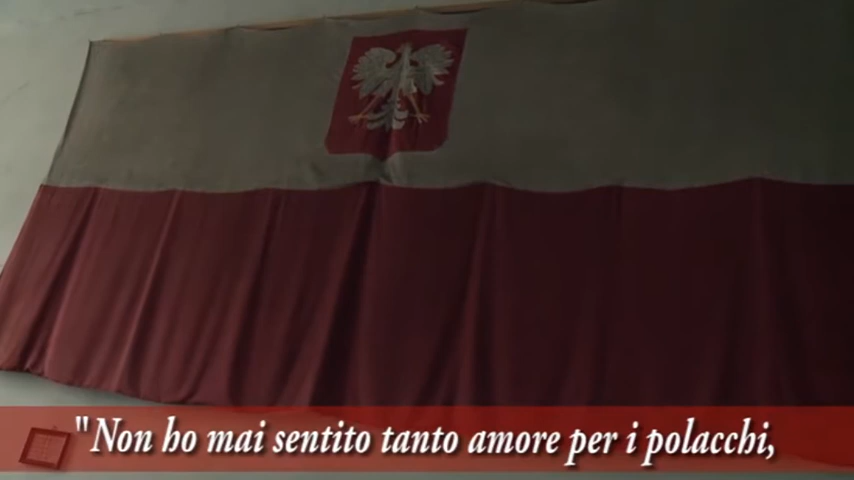 "Non ho mai sentito tanto amore per i polacchi,